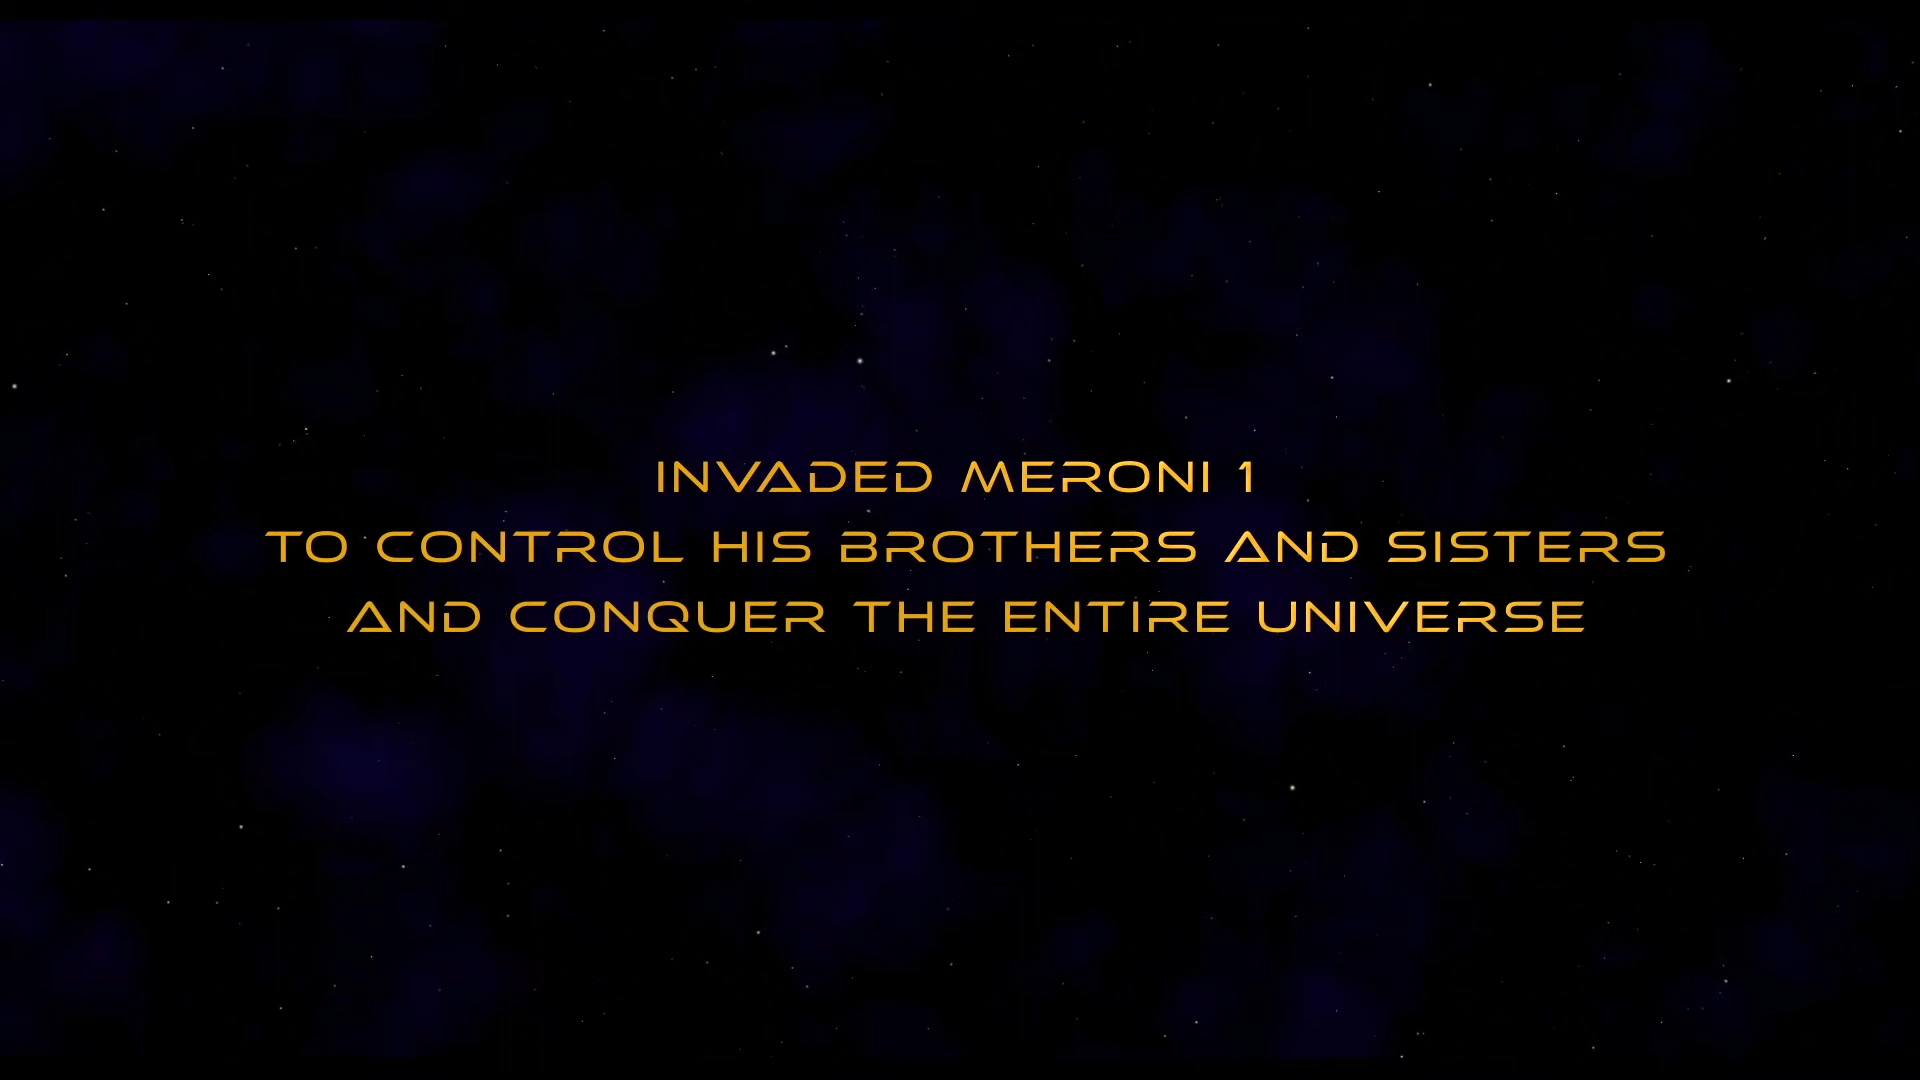 INVADED MERONI 1
TO CONTROL HIS BROTHERS AND SISTERS
AND CONQUER THE ENTIRE UNIVERSE